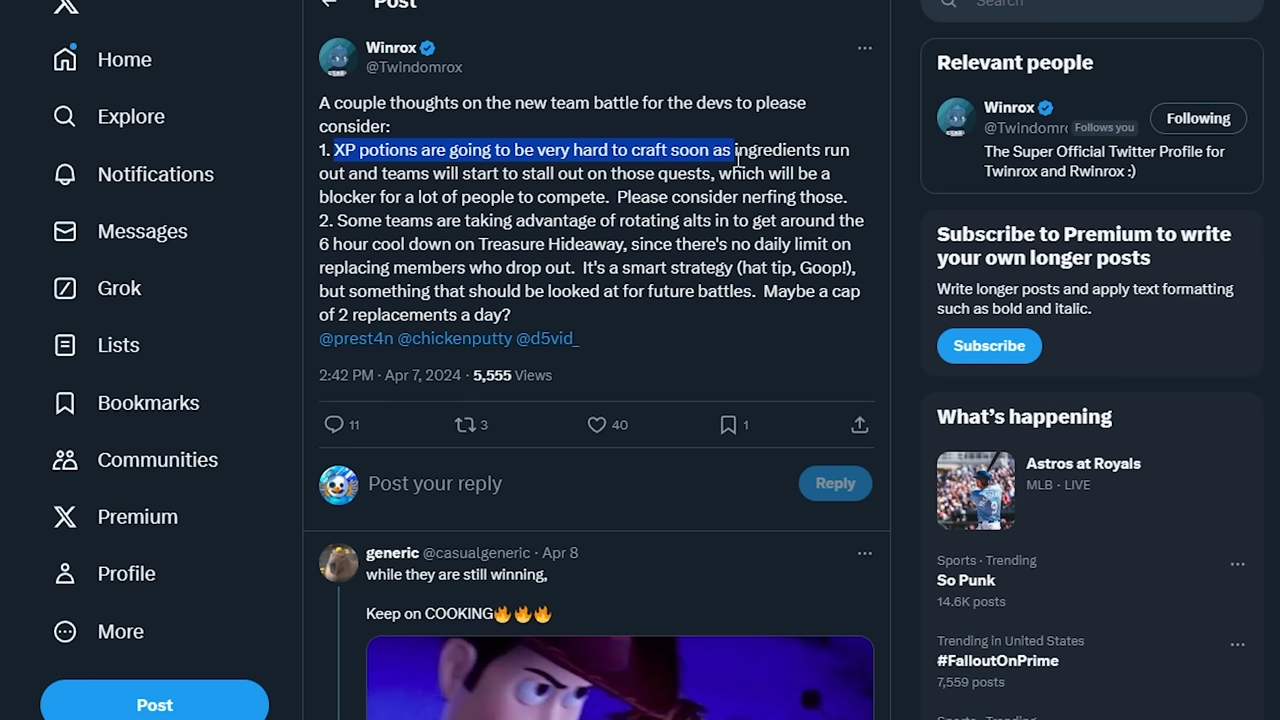 Post
Search
Winrox
@Twindomrox
A couple thoughts on the new team battle for the devs to please
consider:
1. XP potions are going to be very hard to craft soon as ingredients run
out and teams will start to stall out on those quests, which will be a
blocker for a lot of people to compete.  Please consider nerfing those.
2. Some teams are taking advantage of rotating alts in to get around the
6 hour cool down on Treasure Hideaway, since there's no daily limit on
replacing members who drop out.  It's a smart strategy (hat tip, Goop!),
but something that should be looked at for future battles.  Maybe a cap
of 2 replacements a day?
@prest4n @chickenputty @d5vid_
2:42 PM · Apr 7, 2024 · 5,555 Views
11
3
40
1
Post your reply
Reply
generic @casualgeneric · Apr 8
while they are still winning,
Keep on COOKING🔥🔥🔥
Home
Explore
Notifications
Messages
Grok
Lists
Bookmarks
Communities
Premium
Profile
More
Post
Relevant people
Winrox
@Twindomr Follows you
Following
The Super Official Twitter Profile for
Twinrox and Rwinrox :)
Subscribe to Premium to write
your own longer posts
Write longer posts and apply text formatting
such as bold and italic.
Subscribe
What's happening
Astros at Royals
MLB · LIVE
Sports · Trending
So Punk
14.6K posts
Trending in United States
#FalloutOnPrime
7,559 posts